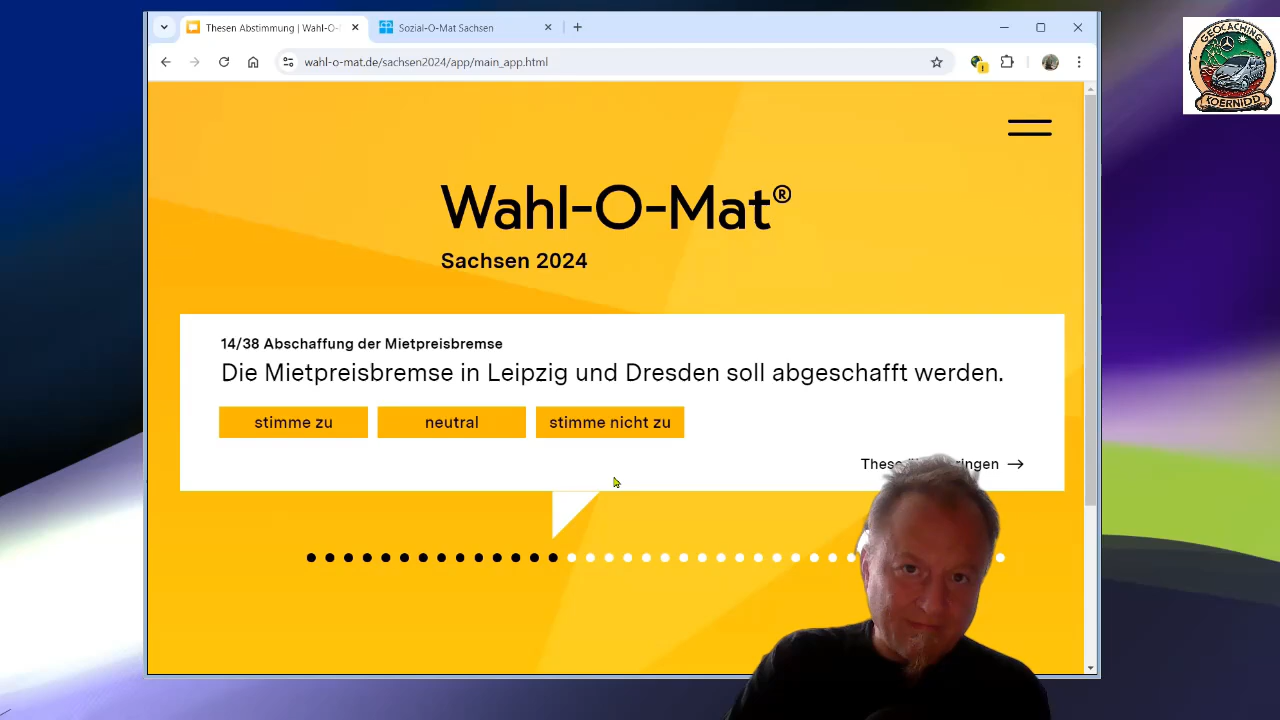 Thesen Abstimmung | Wahl-O-
Sozial-O-Mat Sachsen
wahl-o-mat.de/sachsen2024/app/main_app.html
GEOCACHING
KOERNIDD
Wahl-O-Mat®
Sachsen 2024
14/38 Abschaffung der Mietpreisbremse
Die Mietpreisbremse in Leipzig und Dresden soll abgeschafft werden.
stimme zu
neutral
stimme nicht zu
These ü ringen →